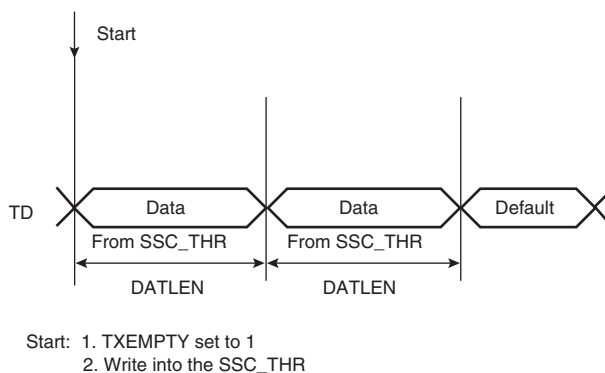 Start
TD
Data
Data
Default
From SSC_THR
From SSC_THR
DATLEN
DATLEN
Start: 1. TXEMPTY set to 1
2. Write into the SSC_THR